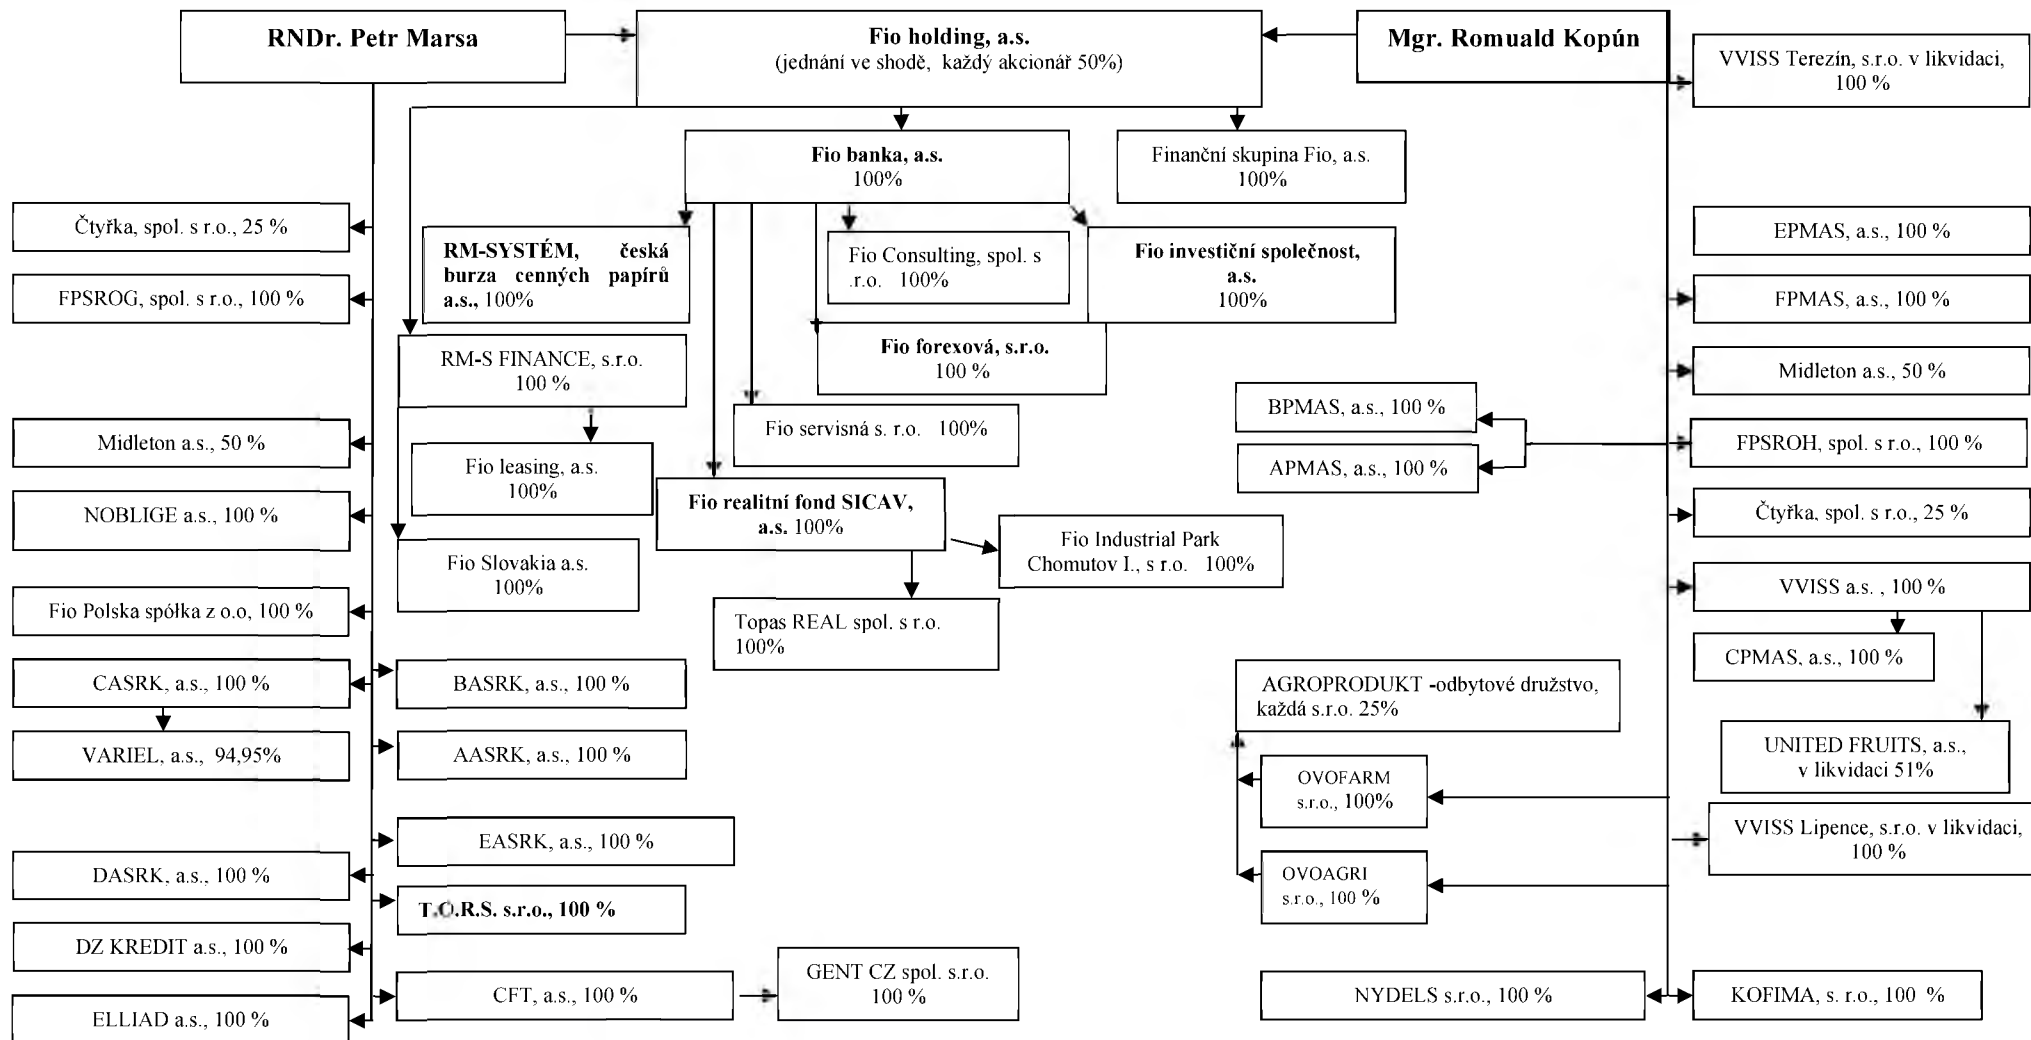 RNDr. Petr Marsa
Fio holding, a.s.
(jednání ve shodě, každý akcionář 50%)
Mgr. Romuald Kopún
VVISS Terezín, s.r.o. v likvidaci,
100 %
Fio banka, a.s.
100%
Finanční skupina Fio, a.s.
100%
Čtyřka, spol. s r.o., 25 %
FPSROG, spol. s r.o., 100 %
RM-SYSTÉM, česká
burza cenných papírů
a.s., 100%
Fio Consulting, spol. s
.r.o. 100%
Fio investiční společnost,
a.s.
100%
EPMAS, a.s., 100 %
FPMAS, a.s., 100 %
RM-S FINANCE, s.r.o.
100 %
Fio forexová, s.r.o.
100 %
Midleton a.s., 50 %
BPMAS, a.s., 100 %
Midleton a.s., 50 %
Fio servisná s. r.o. 100%
FPSROH, spol. s r.o., 100 %
APMAS, a.s., 100 %
Fio leasing, a.s.
100%
NOBLIGE a.s., 100 %
Fio realitní fond SICAV,
a.s. 100%
Čtyřka, spol. s r.o., 25 %
Fio Slovakia a.s.
100%
Fio Industrial Park
Chomutov I., s r.o. 100%
VVISS a.s. , 100 %
Fio Polska spółka z o.o, 100 %
Topas REAL spol. s r.o.
100%
CPMAS, a.s., 100 %
CASRK, a.s., 100 %
BASRK, a.s., 100 %
AGROPRODUKT -odbytové družstvo,
každá s.r.o. 25%
VARIEL, a.s., 94,95%
AASRK, a.s., 100 %
UNITED FRUITS, a.s.,
v likvidaci 51%
OVOFARM
s.r.o., 100%
EASRK, a.s., 100 %
VVISS Lipence, s.r.o. v likvidaci,
100 %
DASRK, a.s., 100 %
OVOAGRI
s.r.o., 100 %
T.O.R.S. s.r.o., 100 %
DZ KREDIT a.s., 100 %
CFT, a.s., 100 %
GENT CZ spol. s.r.o.
100 %
NYDELS s.r.o., 100 %
KOFIMA, s. r.o., 100 %
ELLIAD a.s., 100 %